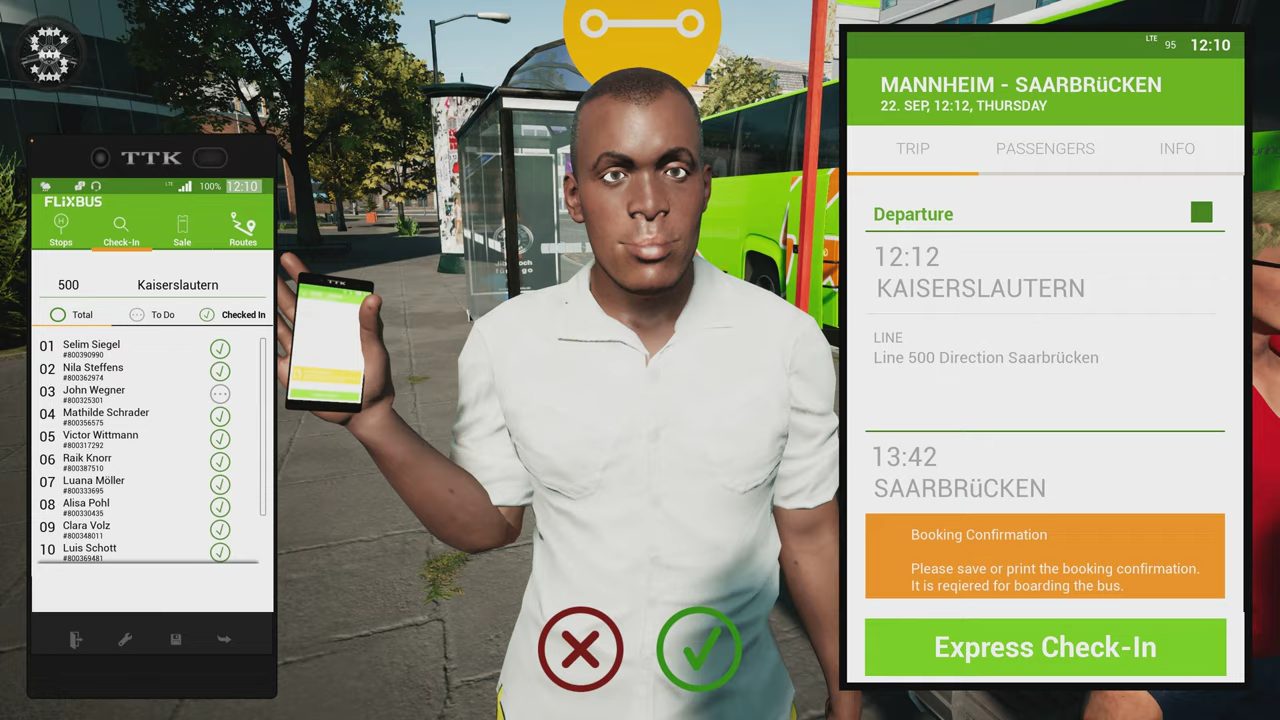 TTK
LTE 100% 12:10
FLiXBUS
H
Stops Check-In Sale Routes
500 Kaiserslautern
Total To Do Checked In
01 Selim Siegel
#800390990
02 Nila Steffens
#800362974
03 John Wegner
#800325301
04 Mathilde Schrader
#800356575
05 Victor Wittmann
#800317292
06 Raik Knorr
#800387510
07 Luana Möller
#800333695
08 Alisa Pohl
#800330435
09 Clara Volz
#800348011
10 Luis Schott
#800369481
TTK
LTE 95 12:10
MANNHEIM - SAARBRüCKEN
22. SEP, 12:12, THURSDAY
TRIP PASSENGERS INFO
Departure
12:12
KAISERSLAUTERN
LINE
Line 500 Direction Saarbrücken
13:42
SAARBRüCKEN
Booking Confirmation
Please save or print the booking confirmation.
It is reqiered for boarding the bus.
Express Check-In